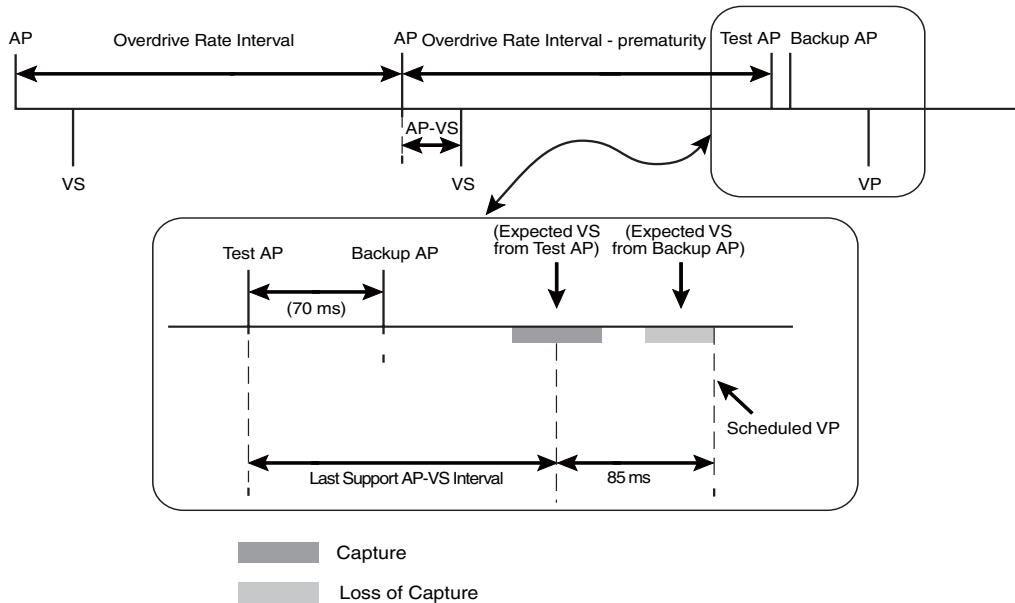 AP
Overdrive Rate Interval
AP
Overdrive Rate Interval - prematurity
Test AP
Backup AP
AP-VS
VS
VS
VP
(Expected VS
from Test AP)
(Expected VS
from Backup AP)
Test AP
Backup AP
(70 ms)
Scheduled VP
Last Support AP-VS Interval
85 ms
Capture
Loss of Capture